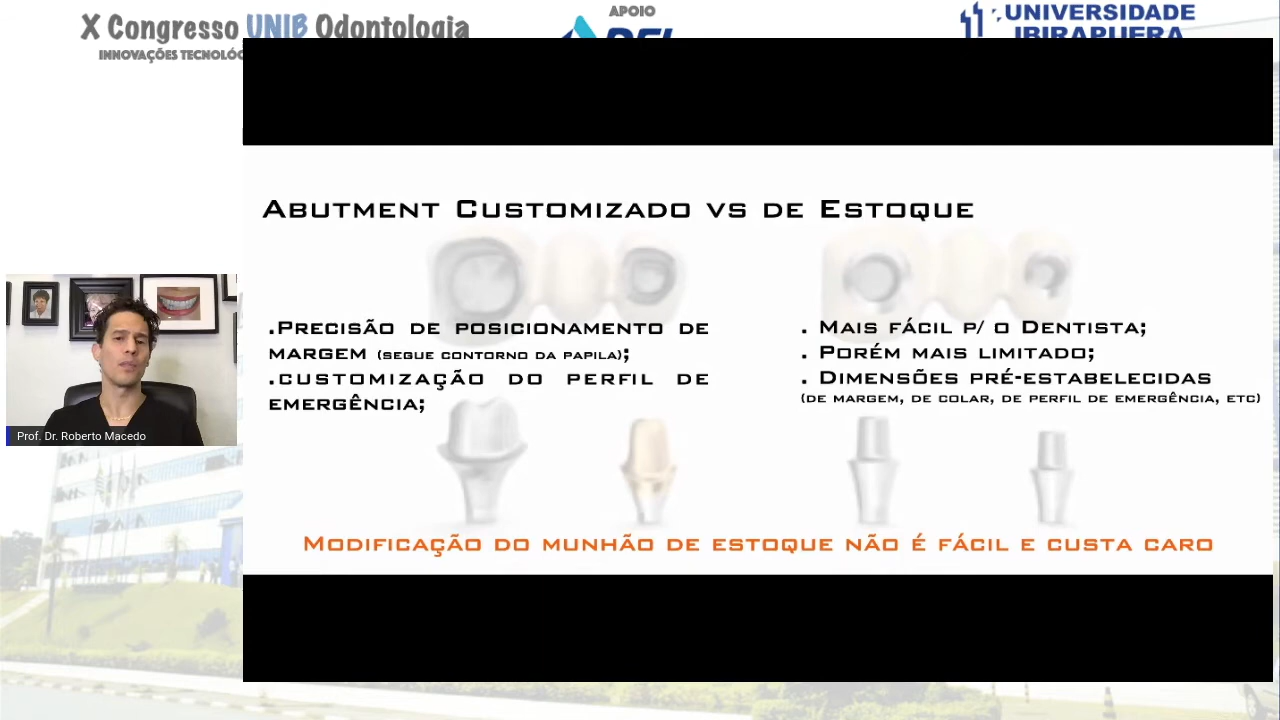 X Congresso UNIB Odontologia
INNOVAÇÕES
APOIO
UNIVERSIDADE
IBIRAPUERA
ABUTMENT CUSTOMIZADO VS DE ESTOQUE
.PRECISÃO DE POSICIONAMENTO DE
MARGEM (SEGUE CONTORNO DA PAPILA);
.CUSTOMIZAÇÃO DO PERFIL DE
EMERGÊNCIA;
. MAIS FÁCIL P/ O DENTISTA;
. PORÉM MAIS LIMITADO;
. DIMENSÕES PRÉ-ESTABELECIDAS
(DE MARGEM, DE COLAR, DE PERFIL DE EMERGÊNCIA, ETC)
MODIFICAÇÃO DO MUNHÃO DE ESTOQUE NÃO É FÁCIL E CUSTA CARO
Prof. Dr. Roberto Macedo